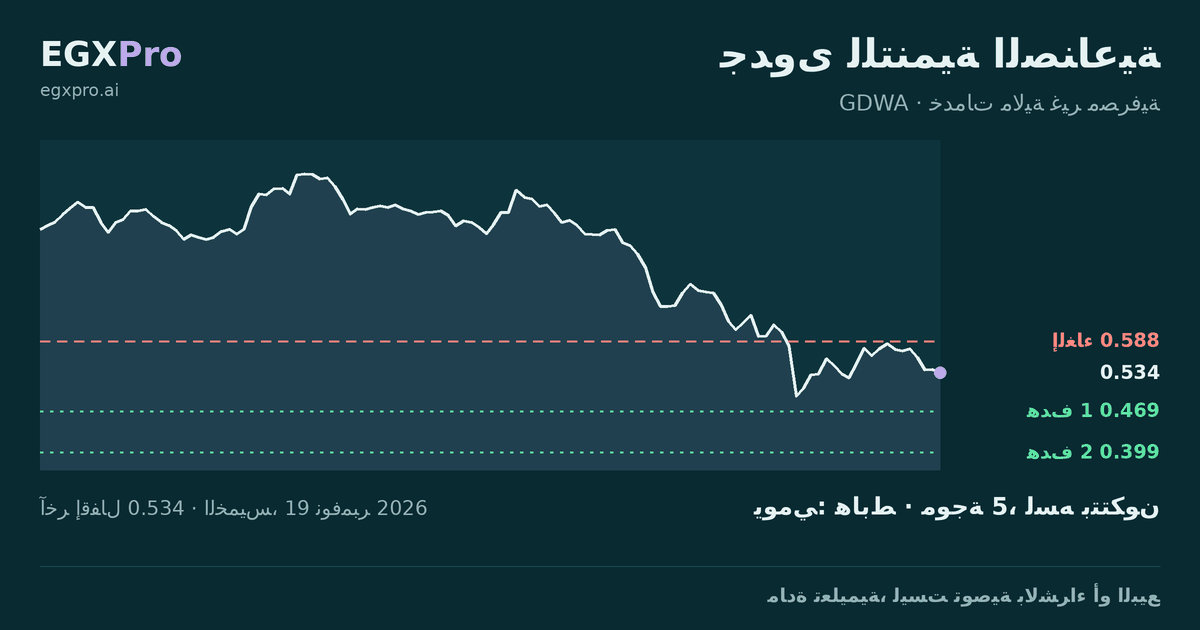 EGXPro
egxpro.ai
جدوى للتنمية الصناعية
GDWA · خدمات مالية غير مصرفية
إلغاء 0.588
0.534
هدف 1 0.469
هدف 2 0.399
يومي: هابط · موجة 5، لسه بتتكون
آخر إقفال 0.534 · الخميس، 19 نوفمبر 2026
مادة تعليمية، ليست توصية بالشراء أو البيع